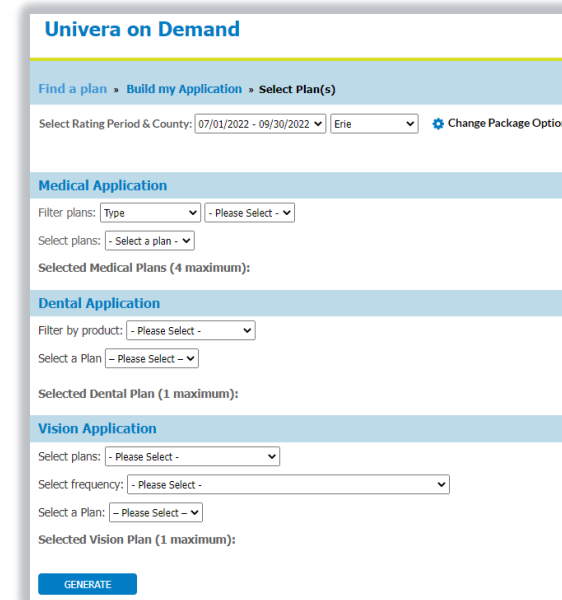 Univera on Demand
Find a plan » Build my Application » Select Plan(s)
Select Rating Period & County: 07/01/2022 - 09/30/2022 Erie Change Package Optio
Medical Application
Filter plans: Type - Please Select -
Select plans: - Select a plan -
Selected Medical Plans (4 maximum):
Dental Application
Filter by product: - Please Select -
Select a Plan – Please Select –
Selected Dental Plan (1 maximum):
Vision Application
Select plans: - Please Select -
Select frequency: - Please Select -
Select a Plan: – Please Select –
Selected Vision Plan (1 maximum):
GENERATE